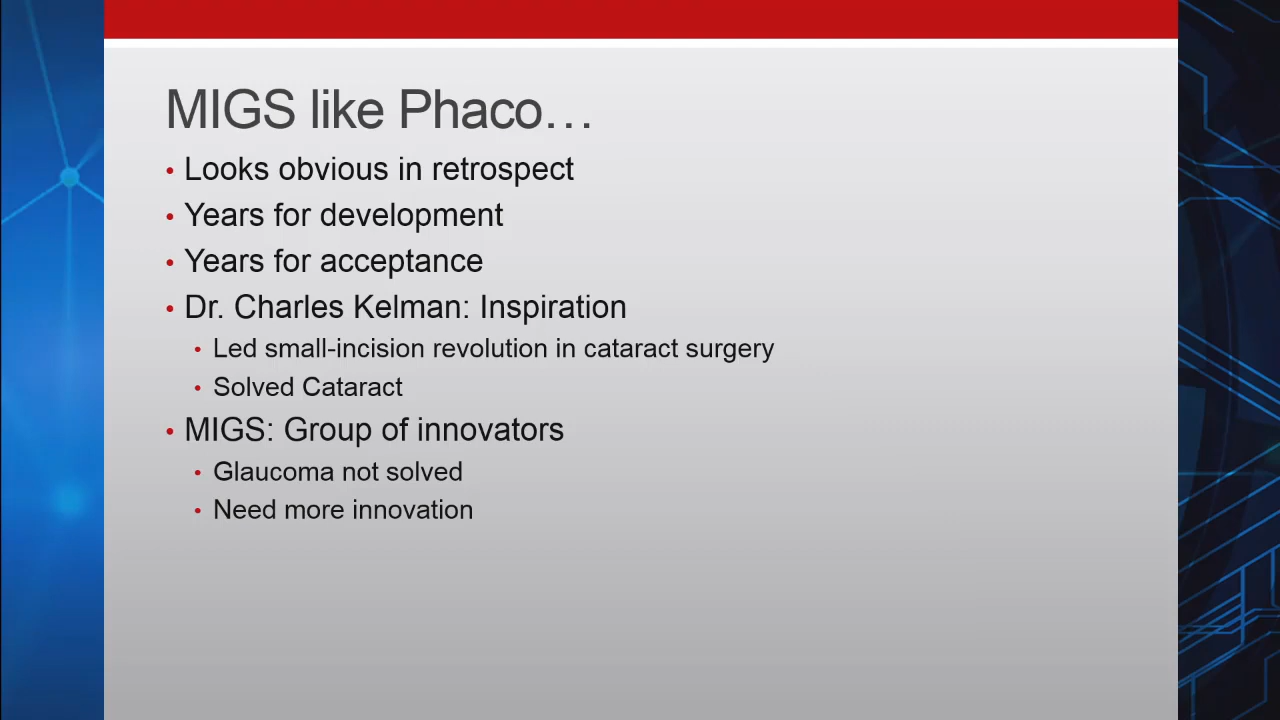 MIGS like Phaco…
• Looks obvious in retrospect
• Years for development
• Years for acceptance
• Dr. Charles Kelman: Inspiration
• Led small-incision revolution in cataract surgery
• Solved Cataract
• MIGS: Group of innovators
• Glaucoma not solved
• Need more innovation